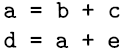 a = b + c
d = a + e